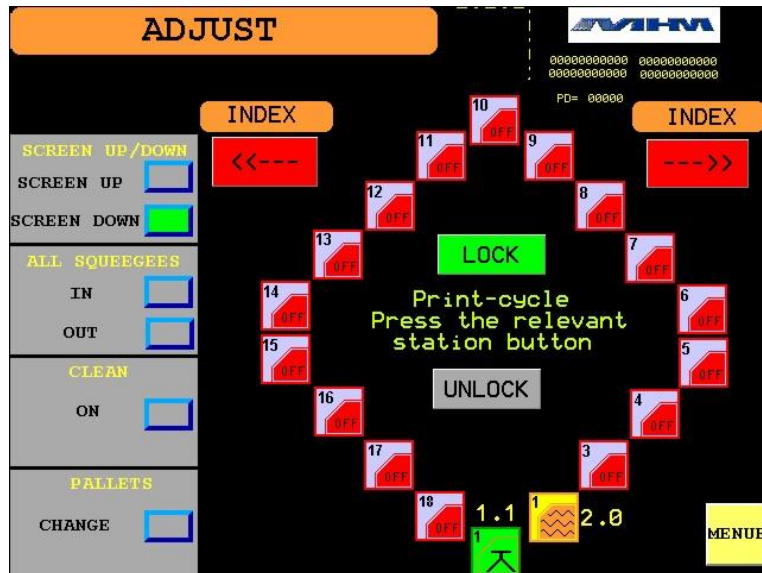 ADJUST
MHM
00000000000 00000000000
00000000000 00000000000
PD= 00000
INDEX
<<---
INDEX
--->>
SCREEN UP/DOWN
SCREEN UP
SCREEN DOWN
ALL SQUEEGEES
IN
OUT
CLEAN
ON
PALLETS
CHANGE
10
OFF
11
OFF
9
OFF
12
OFF
8
OFF
13
OFF
7
OFF
14
OFF
6
OFF
15
OFF
5
OFF
16
OFF
4
OFF
17
OFF
3
OFF
18
OFF
LOCK
Print-cycle
Press the relevant
station button
UNLOCK
1.1
1
1
2.0
MENUE